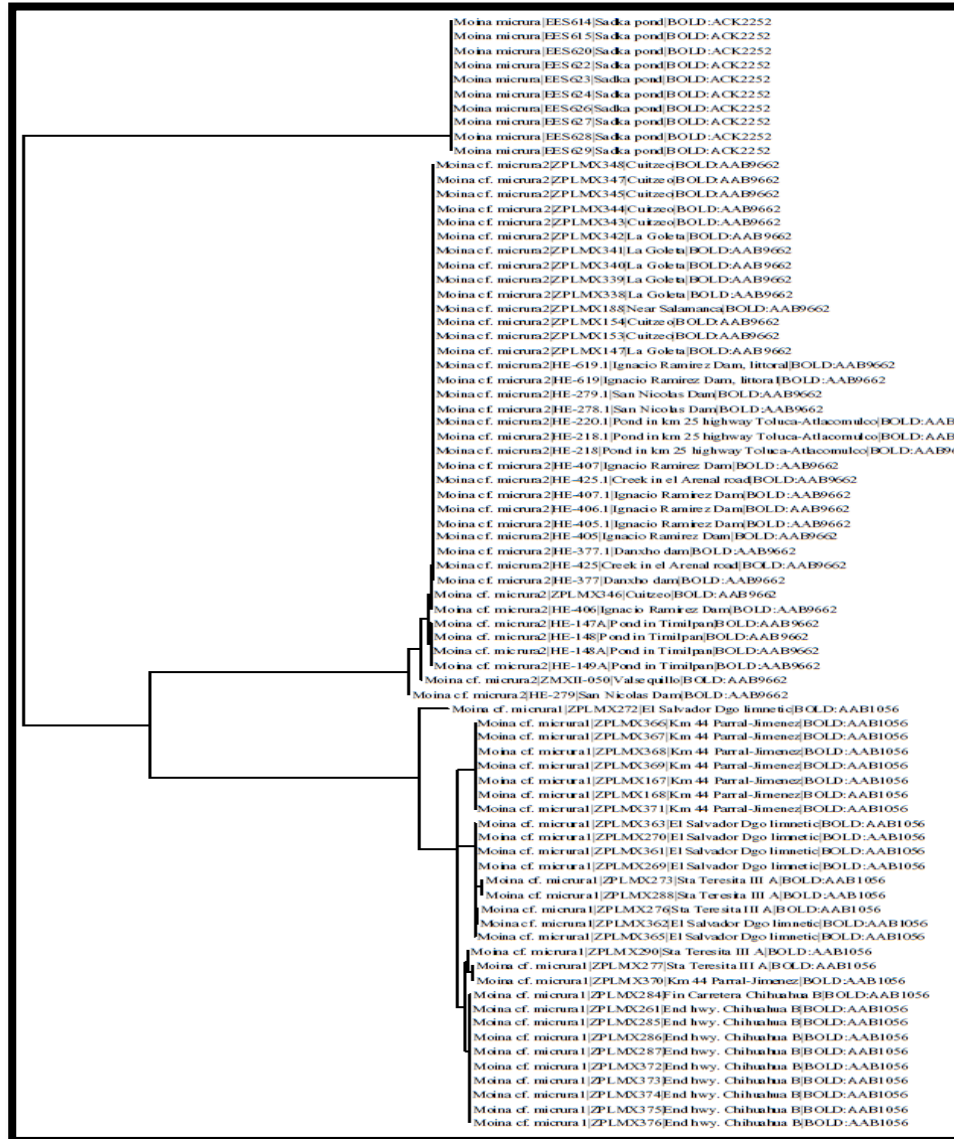 Moina micrura|EES614|Sadka pond|BOLD:ACK2252
Moina micrura|EES615|Sadka pond|BOLD:ACK2252
Moina micrura|EES620|Sadka pond|BOLD:ACK2252
Moina micrura|EES622|Sadka pond|BOLD:ACK2252
Moina micrura|EES623|Sadka pond|BOLD:ACK2252
Moina micrura|EES624|Sadka pond|BOLD:ACK2252
Moina micrura|EES626|Sadka pond|BOLD:ACK2252
Moina micrura|EES627|Sadka pond|BOLD:ACK2252
Moina micrura|EES628|Sadka pond|BOLD:ACK2252
Moina micrura|EES629|Sadka pond|BOLD:ACK2252
Moina cf. micrura2|ZPLMX348|Cuitzeo|BOLD:AAB9662
Moina cf. micrura2|ZPLMX347|Cuitzeo|BOLD:AAB9662
Moina cf. micrura2|ZPLMX345|Cuitzeo|BOLD:AAB9662
Moina cf. micrura2|ZPLMX344|Cuitzeo|BOLD:AAB9662
Moina cf. micrura2|ZPLMX343|Cuitzeo|BOLD:AAB9662
Moina cf. micrura2|ZPLMX342|La Goleta|BOLD:AAB9662
Moina cf. micrura2|ZPLMX341|La Goleta|BOLD:AAB9662
Moina cf. micrura2|ZPLMX340|La Goleta|BOLD:AAB9662
Moina cf. micrura2|ZPLMX339|La Goleta|BOLD:AAB9662
Moina cf. micrura2|ZPLMX338|La Goleta|BOLD:AAB9662
Moina cf. micrura2|ZPLMX188|Near Salamanca|BOLD:AAB9662
Moina cf. micrura2|ZPLMX154|Cuitzeo|BOLD:AAB9662
Moina cf. micrura2|ZPLMX153|Cuitzeo|BOLD:AAB9662
Moina cf. micrura2|ZPLMX147|La Goleta|BOLD:AAB9662
Moina cf. micrura2|HE-619.1|Ignacio Ramirez Dam, littoral|BOLD:AAB9662
Moina cf. micrura2|HE-619|Ignacio Ramirez Dam, littoral|BOLD:AAB9662
Moina cf. micrura2|HE-279.1|San Nicolas Dam|BOLD:AAB9662
Moina cf. micrura2|HE-278.1|San Nicolas Dam|BOLD:AAB9662
Moina cf. micrura2|HE-220.1|Pond in km 25 highway Toluca-Atlacomulco|BOLD:AAB
Moina cf. micrura2|HE-218.1|Pond in km 25 highway Toluca-Atlacomulco|BOLD:AAB
Moina cf. micrura2|HE-218|Pond in km 25 highway Toluca-Atlacomulco|BOLD:AAB9
Moina cf. micrura2|HE-407|Ignacio Ramirez Dam|BOLD:AAB9662
Moina cf. micrura2|HE-425.1|Creek in el Arenal road|BOLD:AAB9662
Moina cf. micrura2|HE-407.1|Ignacio Ramirez Dam|BOLD:AAB9662
Moina cf. micrura2|HE-406.1|Ignacio Ramirez Dam|BOLD:AAB9662
Moina cf. micrura2|HE-405.1|Ignacio Ramirez Dam|BOLD:AAB9662
Moina cf. micrura2|HE-405|Ignacio Ramirez Dam|BOLD:AAB9662
Moina cf. micrura2|HE-377.1|Danxho dam|BOLD:AAB9662
Moina cf. micrura2|HE-425|Creek in el Arenal road|BOLD:AAB9662
Moina cf. micrura2|HE-377|Danxho dam|BOLD:AAB9662
Moina cf. micrura2|ZPLMX346|Cuitzeo|BOLD:AAB9662
Moina cf. micrura2|HE-406|Ignacio Ramirez Dam|BOLD:AAB9662
Moina cf. micrura2|HE-147A|Pond in Timilpan|BOLD:AAB9662
Moina cf. micrura2|HE-148|Pond in Timilpan|BOLD:AAB9662
Moina cf. micrura2|HE-148A|Pond in Timilpan|BOLD:AAB9662
Moina cf. micrura2|HE-149A|Pond in Timilpan|BOLD:AAB9662
Moina cf. micrura2|ZMXII-050|Valsequillo|BOLD:AAB9662
Moina cf. micrura2|HE-279|San Nicolas Dam|BOLD:AAB9662
Moina cf. micrura1|ZPLMX272|El Salvador Dgo limnetic|BOLD:AAB1056
Moina cf. micrura1|ZPLMX366|Km 44 Parral-Jimenez|BOLD:AAB1056
Moina cf. micrura1|ZPLMX367|Km 44 Parral-Jimenez|BOLD:AAB1056
Moina cf. micrura1|ZPLMX368|Km 44 Parral-Jimenez|BOLD:AAB1056
Moina cf. micrura1|ZPLMX369|Km 44 Parral-Jimenez|BOLD:AAB1056
Moina cf. micrura1|ZPLMX167|Km 44 Parral-Jimenez|BOLD:AAB1056
Moina cf. micrura1|ZPLMX168|Km 44 Parral-Jimenez|BOLD:AAB1056
Moina cf. micrura1|ZPLMX371|Km 44 Parral-Jimenez|BOLD:AAB1056
Moina cf. micrura1|ZPLMX363|El Salvador Dgo limnetic|BOLD:AAB1056
Moina cf. micrura1|ZPLMX270|El Salvador Dgo limnetic|BOLD:AAB1056
Moina cf. micrura1|ZPLMX361|El Salvador Dgo limnetic|BOLD:AAB1056
Moina cf. micrura1|ZPLMX269|El Salvador Dgo limnetic|BOLD:AAB1056
Moina cf. micrura1|ZPLMX273|Sta Teresita III A|BOLD:AAB1056
Moina cf. micrura1|ZPLMX288|Sta Teresita III A|BOLD:AAB1056
Moina cf. micrura1|ZPLMX276|Sta Teresita III A|BOLD:AAB1056
Moina cf. micrura1|ZPLMX362|El Salvador Dgo limnetic|BOLD:AAB1056
Moina cf. micrura1|ZPLMX365|El Salvador Dgo limnetic|BOLD:AAB1056
Moina cf. micrura1|ZPLMX290|Sta Teresita III A|BOLD:AAB1056
Moina cf. micrura1|ZPLMX277|Sta Teresita III A|BOLD:AAB1056
Moina cf. micrura1|ZPLMX370|Km 44 Parral-Jimenez|BOLD:AAB1056
Moina cf. micrura1|ZPLMX284|Fin Carretera Chihuahua B|BOLD:AAB1056
Moina cf. micrura1|ZPLMX261|End hwy. Chihuahua B|BOLD:AAB1056
Moina cf. micrura1|ZPLMX285|End hwy. Chihuahua B|BOLD:AAB1056
Moina cf. micrura1|ZPLMX286|End hwy. Chihuahua B|BOLD:AAB1056
Moina cf. micrura1|ZPLMX287|End hwy. Chihuahua B|BOLD:AAB1056
Moina cf. micrura1|ZPLMX372|End hwy. Chihuahua B|BOLD:AAB1056
Moina cf. micrura1|ZPLMX373|End hwy. Chihuahua B|BOLD:AAB1056
Moina cf. micrura1|ZPLMX374|End hwy. Chihuahua B|BOLD:AAB1056
Moina cf. micrura1|ZPLMX375|End hwy. Chihuahua B|BOLD:AAB1056
Moina cf. micrura1|ZPLMX376|End hwy. Chihuahua B|BOLD:AAB1056